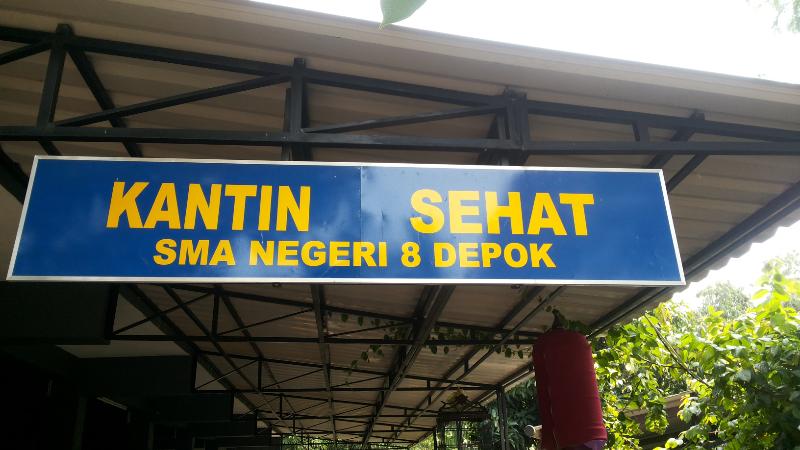 KANTIN SEHAT
SMA NEGERI 8 DEPOK